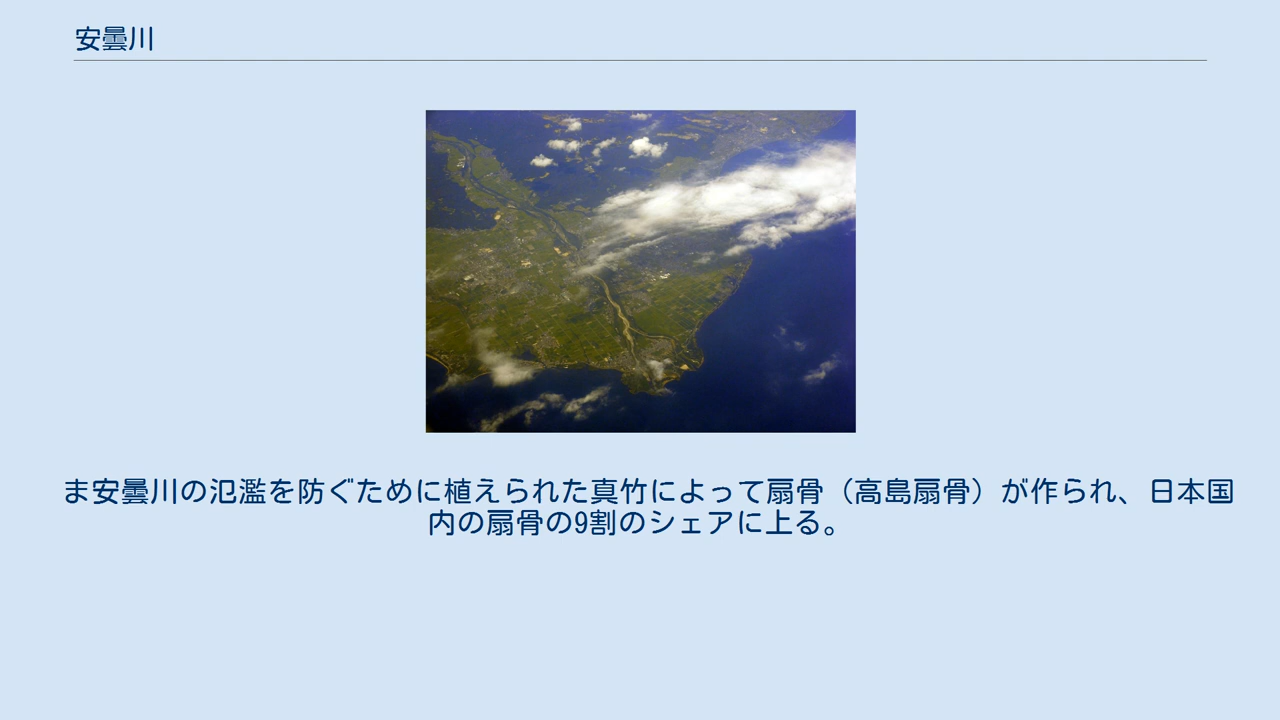 安曇川
ま安曇川の氾濫を防ぐために植えられた真竹によって扇骨（高島扇骨）が作られ、日本国
内の扇骨の9割のシェアに上る。